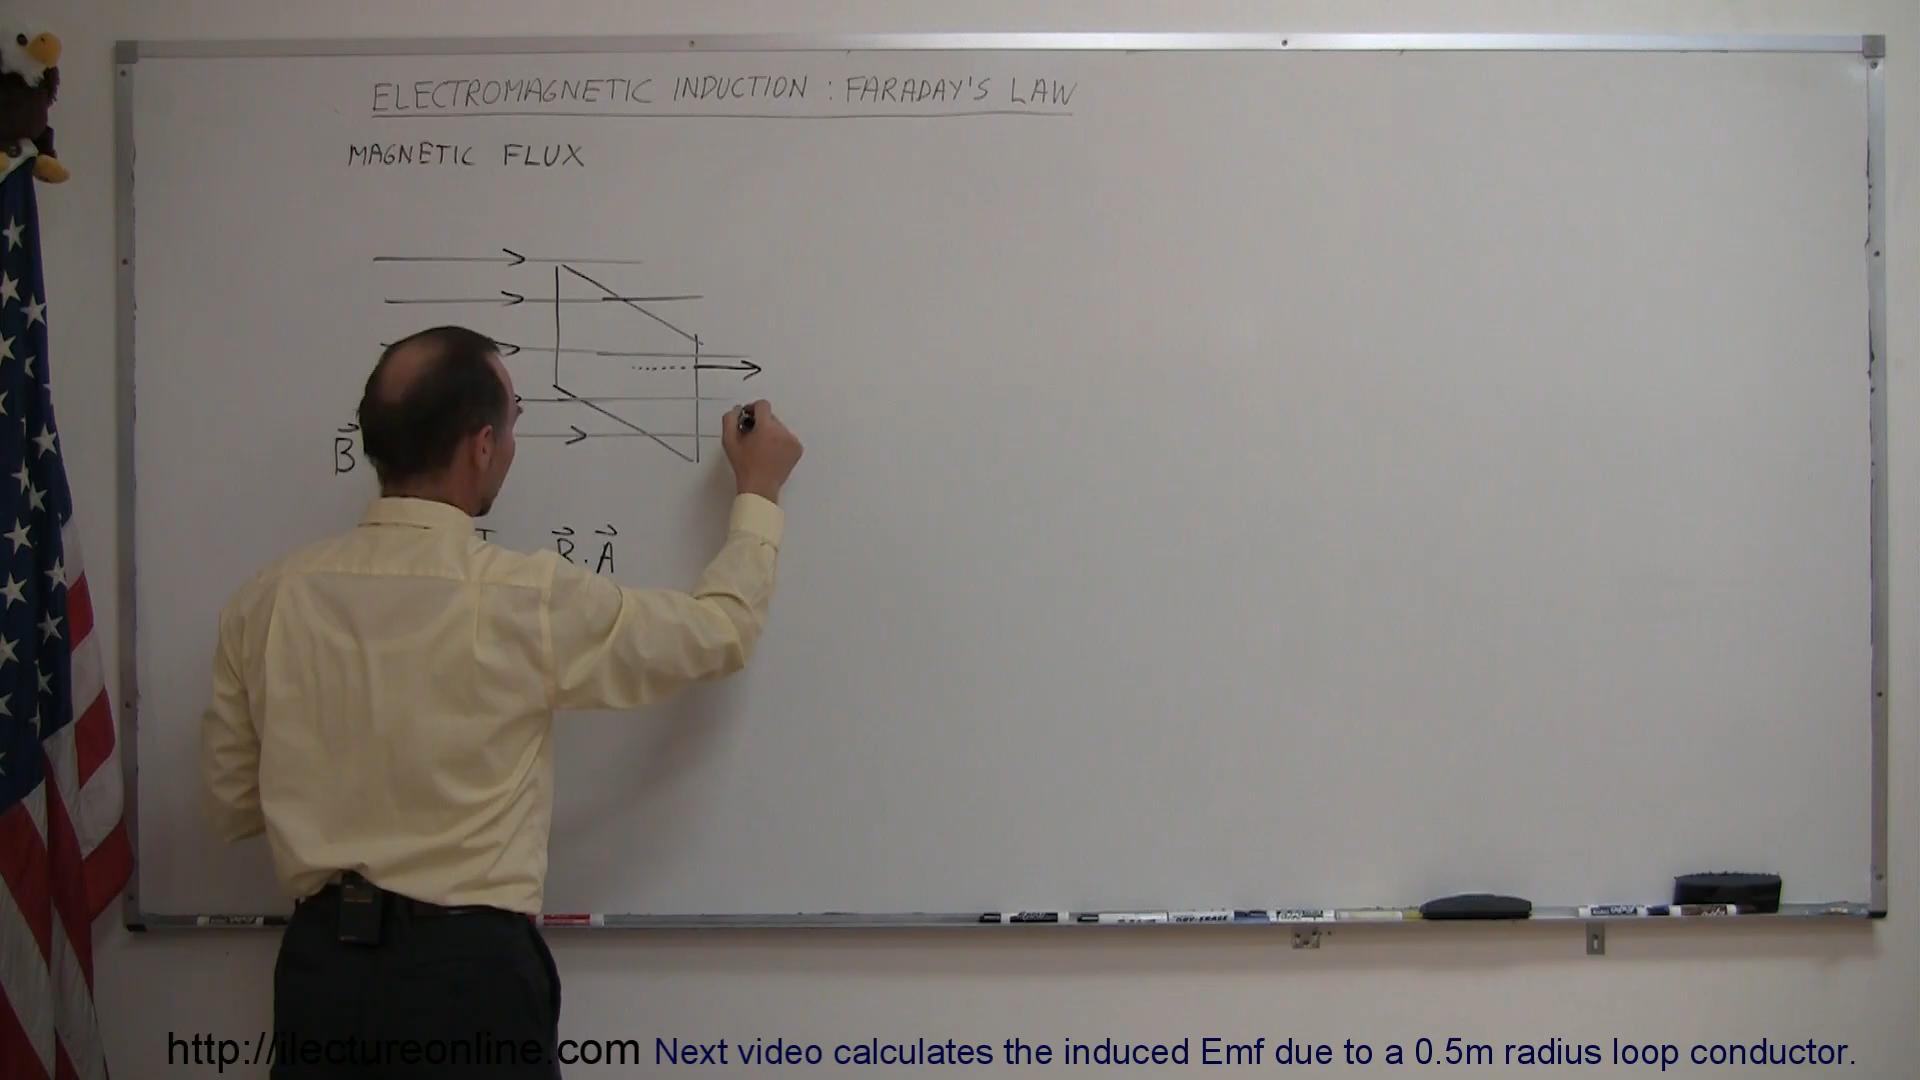 ELECTROMAGNETIC INDUCTION : FARADAY'S LAW
MAGNETIC FLUX
B
B . A
http://ilectureonline.com Next video calculates the induced Emf due to a 0.5m radius loop conductor.